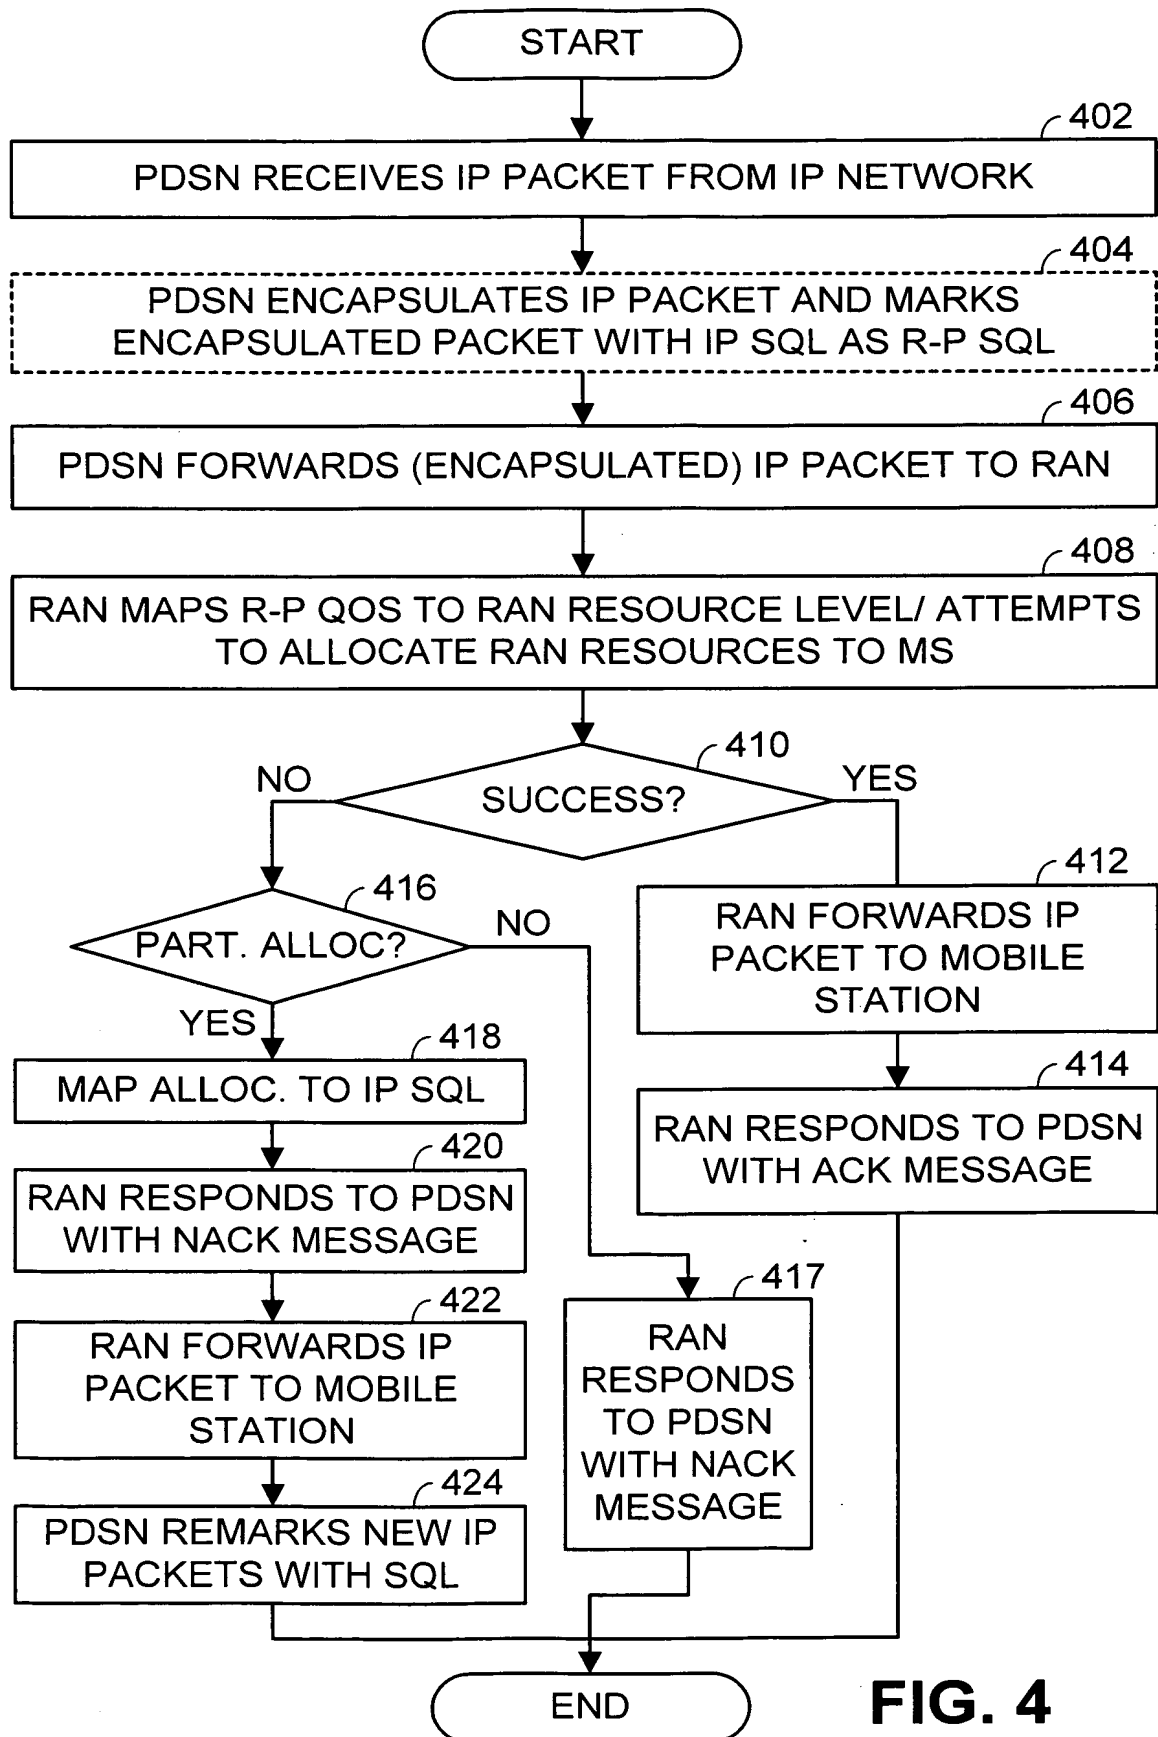 START
402
PDSN RECEIVES IP PACKET FROM IP NETWORK
404
PDSN ENCAPSULATES IP PACKET AND MARKS
ENCAPSULATED PACKET WITH IP SQL AS R-P SQL
406
PDSN FORWARDS (ENCAPSULATED) IP PACKET TO RAN
408
RAN MAPS R-P QOS TO RAN RESOURCE LEVEL/ ATTEMPTS
TO ALLOCATE RAN RESOURCES TO MS
410
NO
SUCCESS?
YES
416
PART. ALLOC?
NO
YES
412
RAN FORWARDS IP
PACKET TO MOBILE
STATION
418
MAP ALLOC. TO IP SQL
414
RAN RESPONDS TO PDSN
WITH ACK MESSAGE
420
RAN RESPONDS TO PDSN
WITH NACK MESSAGE
417
RAN
RESPONDS
TO PDSN
WITH NACK
MESSAGE
422
RAN FORWARDS IP
PACKET TO MOBILE
STATION
424
PDSN REMARKS NEW IP
PACKETS WITH SQL
END
FIG. 4